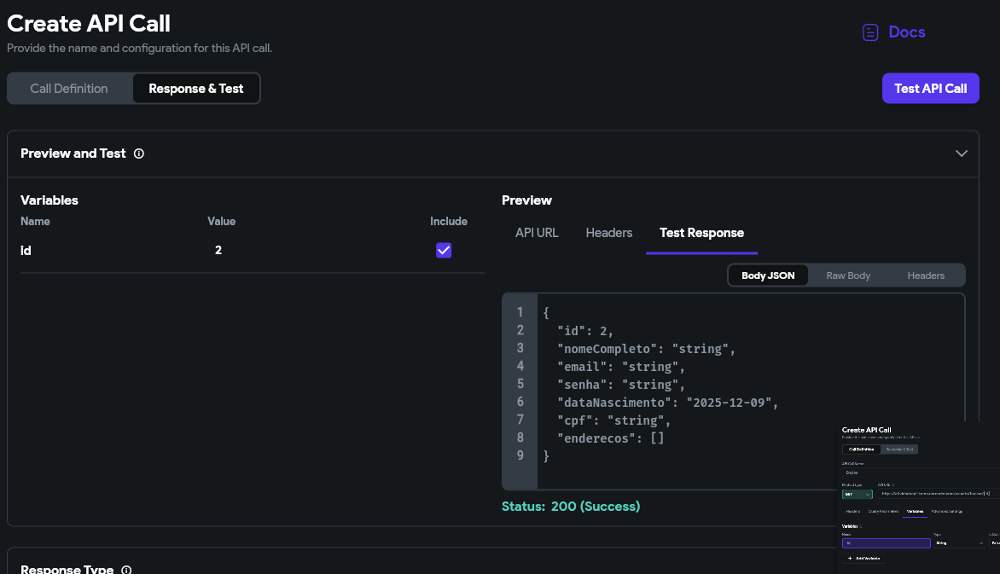 Create API Call
Provide the name and configuration for this API call.
Docs
Call Definition
Response & Test
Test API Call
Preview and Test
Variables
Name Value Include
id 2
Preview
API URL Headers Test Response
Body JSON Raw Body Headers
1 {
2 "id": 2,
3 "nomeCompleto": "string",
4 "email": "string",
5 "senha": "string",
6 "dataNascimento": "2025-12-09",
7 "cpf": "string",
8 "enderecos": []
9 }
Status: 200 (Success)
Response Type
Create API Call
Call Definition Response & Test
API Call Name
Method Type API URL
GET
Headers Query Parameters Variables Advanced Settings
Variables
Name Type
String
+ Add Variable